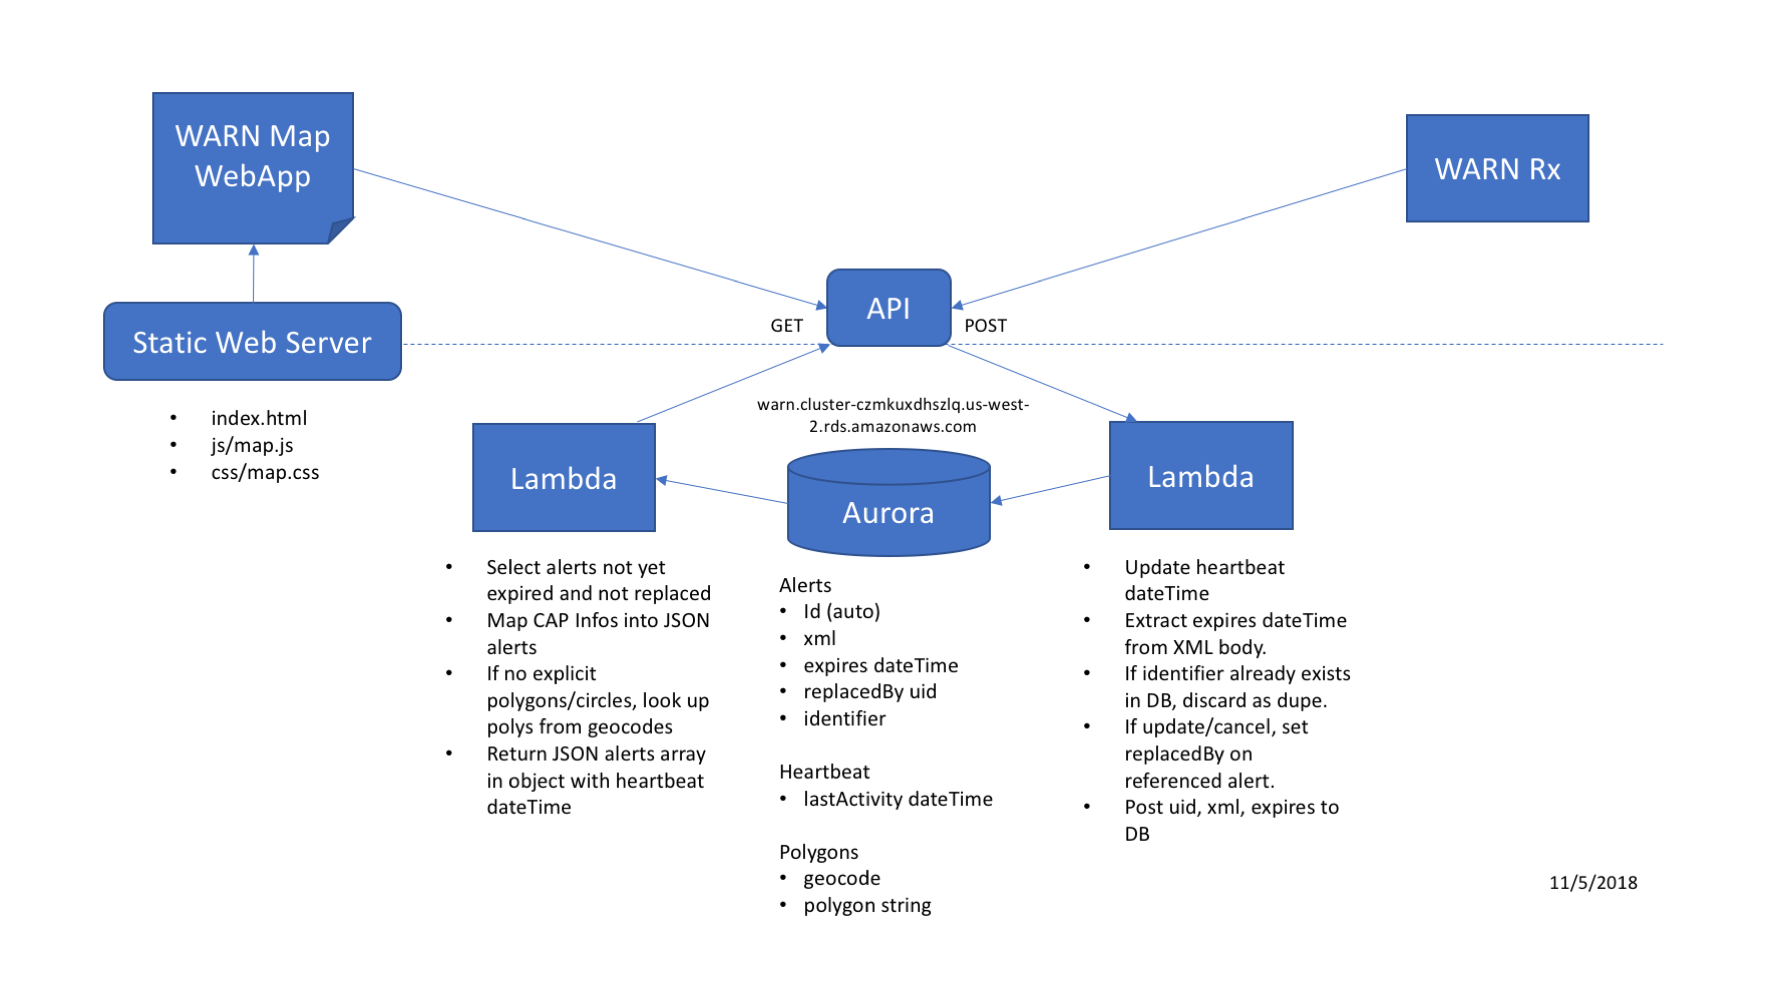 WARN Map
WebApp
WARN Rx
API
GET
POST
Static Web Server
• index.html
• js/map.js
• css/map.css
warn.cluster-czmkuxdhszlq.us-west-
2.rds.amazonaws.com
Lambda
Aurora
Lambda
• Select alerts not yet
expired and not replaced
• Map CAP Infos into JSON
alerts
• If no explicit
polygons/circles, look up
polys from geocodes
• Return JSON alerts array
in object with heartbeat
dateTime
Alerts
• Id (auto)
• xml
• expires dateTime
• replacedBy uid
• identifier
Heartbeat
• lastActivity dateTime
Polygons
• geocode
• polygon string
• Update heartbeat
dateTime
• Extract expires dateTime
from XML body.
• If identifier already exists
in DB, discard as dupe.
• If update/cancel, set
replacedBy on
referenced alert.
• Post uid, xml, expires to
DB
11/5/2018